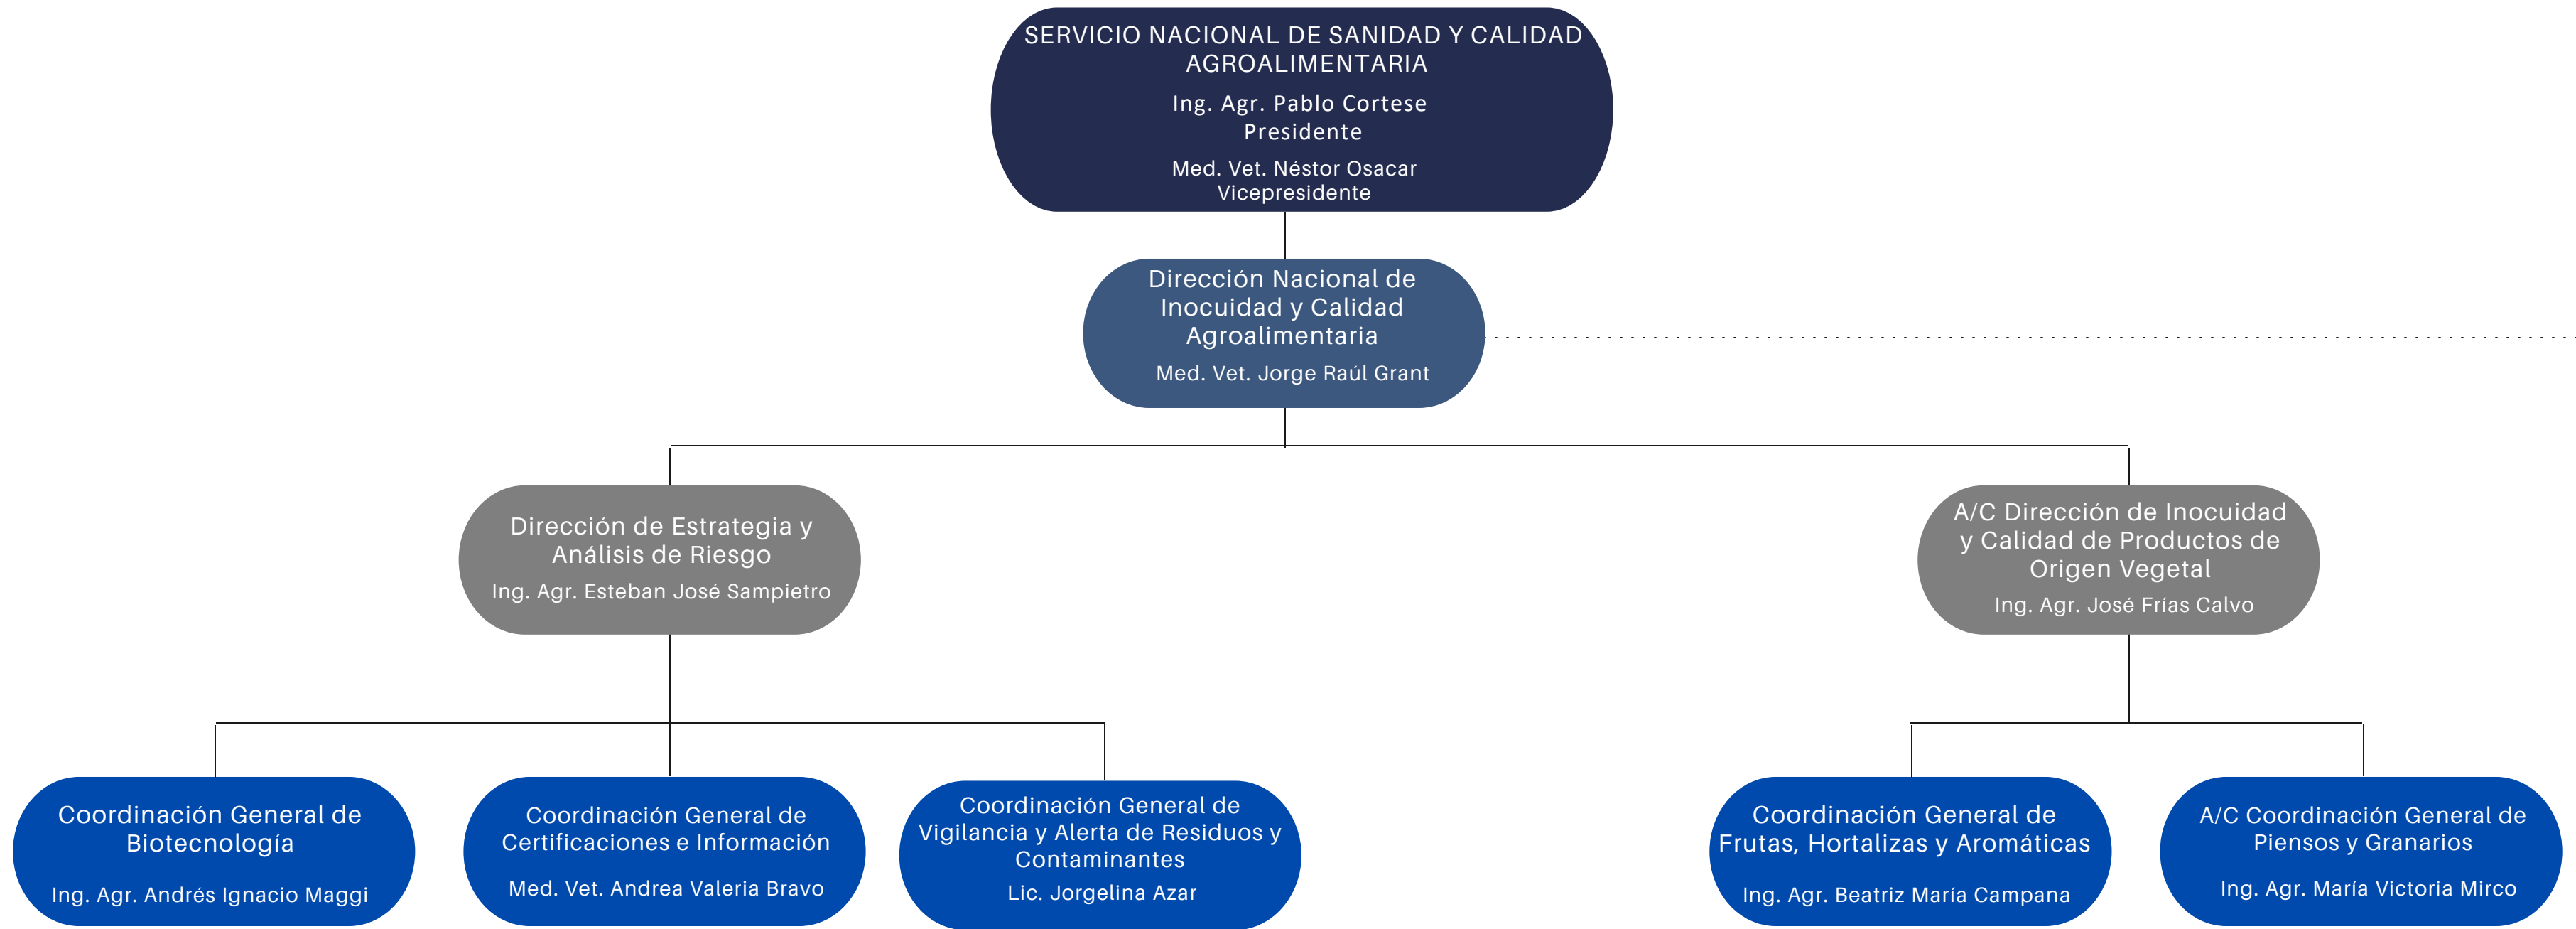 SERVICIO NACIONAL DE SANIDAD Y CALIDAD
AGROALIMENTARIA
Ing. Agr. Pablo Cortese
Presidente
Med. Vet. Néstor Osacar
Vicepresidente
Dirección Nacional de
Inocuidad y Calidad
Agroalimentaria
Med. Vet. Jorge Raúl Grant
Dirección de Estrategia y
Análisis de Riesgo
Ing. Agr. Esteban José Sampietro
A/C Dirección de Inocuidad
y Calidad de Productos de
Origen Vegetal
Ing. Agr. José Frías Calvo
Coordinación General de
Biotecnología
Ing. Agr. Andrés Ignacio Maggi
Coordinación General de
Certificaciones e Información
Med. Vet. Andrea Valeria Bravo
Coordinación General de
Vigilancia y Alerta de Residuos y
Contaminantes
Lic. Jorgelina Azar
Coordinación General de
Frutas, Hortalizas y Aromáticas
Ing. Agr. Beatriz María Campana
A/C Coordinación General de
Piensos y Granarios
Ing. Agr. María Victoria Mirco